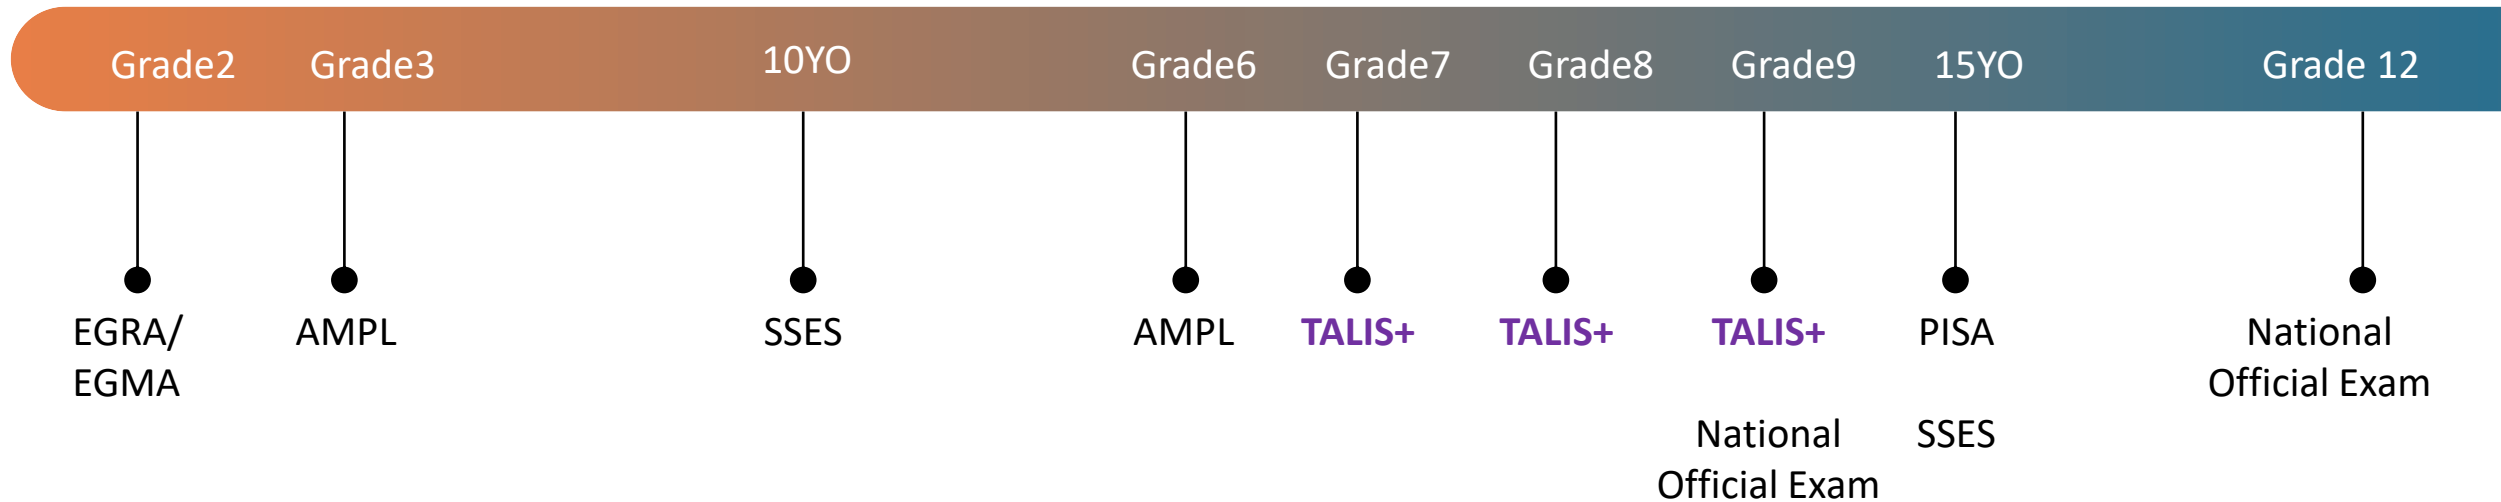 Grade2
Grade3
10YO
Grade6
Grade7
Grade8
Grade9
15YO
Grade 12
EGRA/
EGMA
AMPL
SSES
AMPL
TALIS+
TALIS+
TALIS+
National
Official Exam
PISA
SSES
National
Official Exam